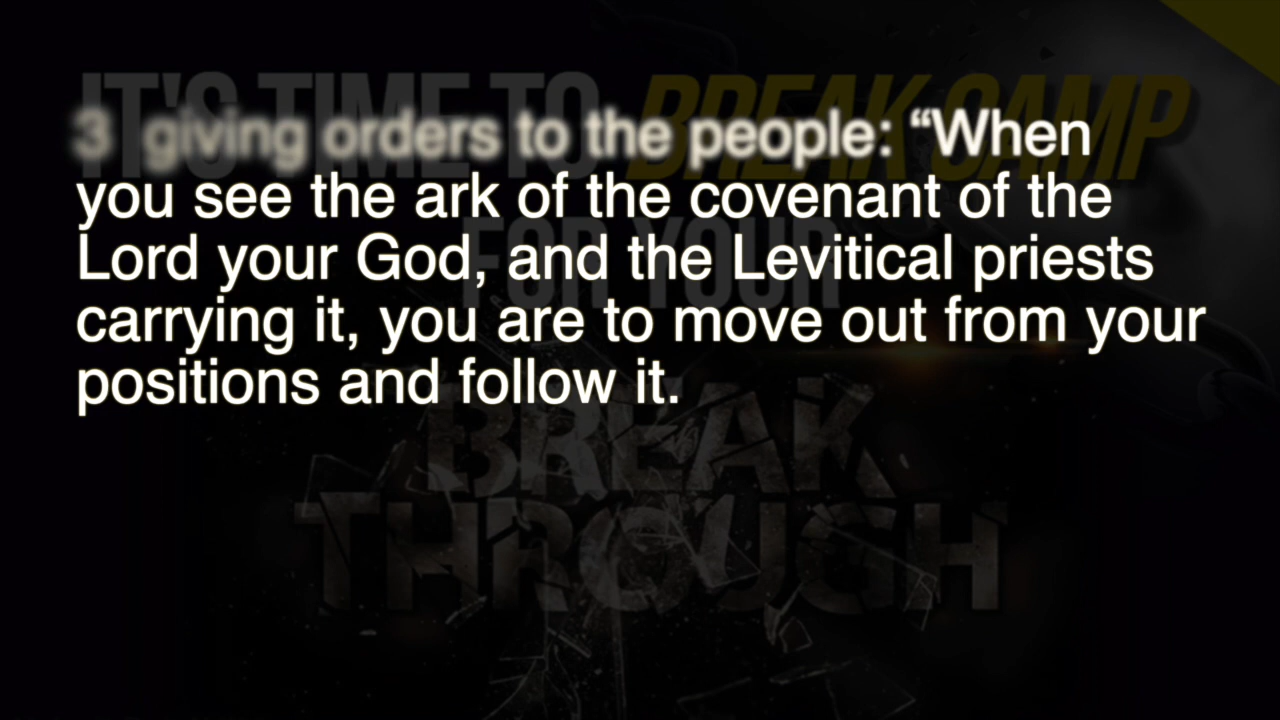 IT'S TIME TO BREAK CAMP
3 giving orders to the people: “When
you see the ark of the covenant of the
Lord your God, and the Levitical priests
carrying it, you are to move out from your
positions and follow it.
FOR YOUR
BREAK
THROUGH